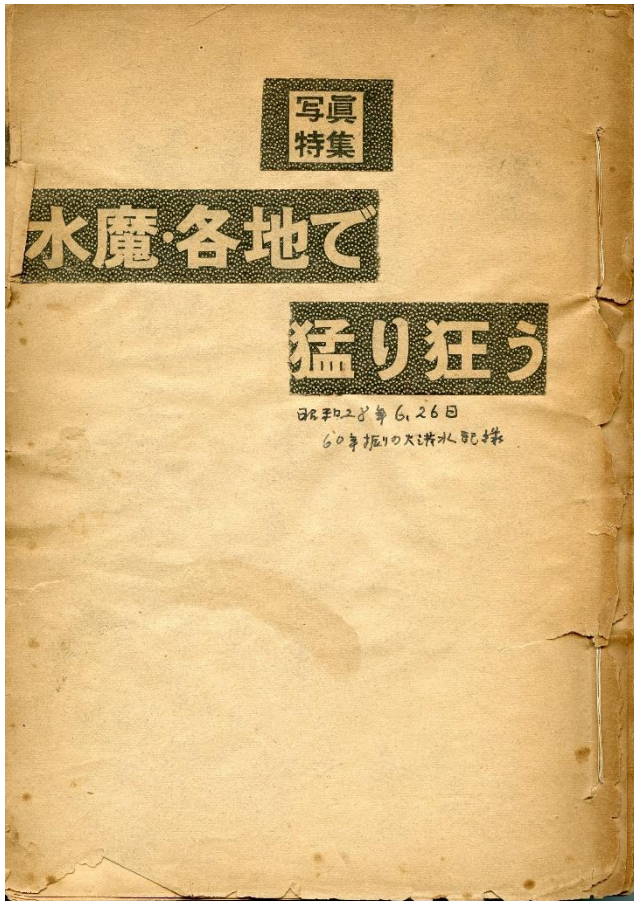 写眞
特集
水魔・各地で
猛り狂う
昭和28年6,26日
60年振りの大洪水記録